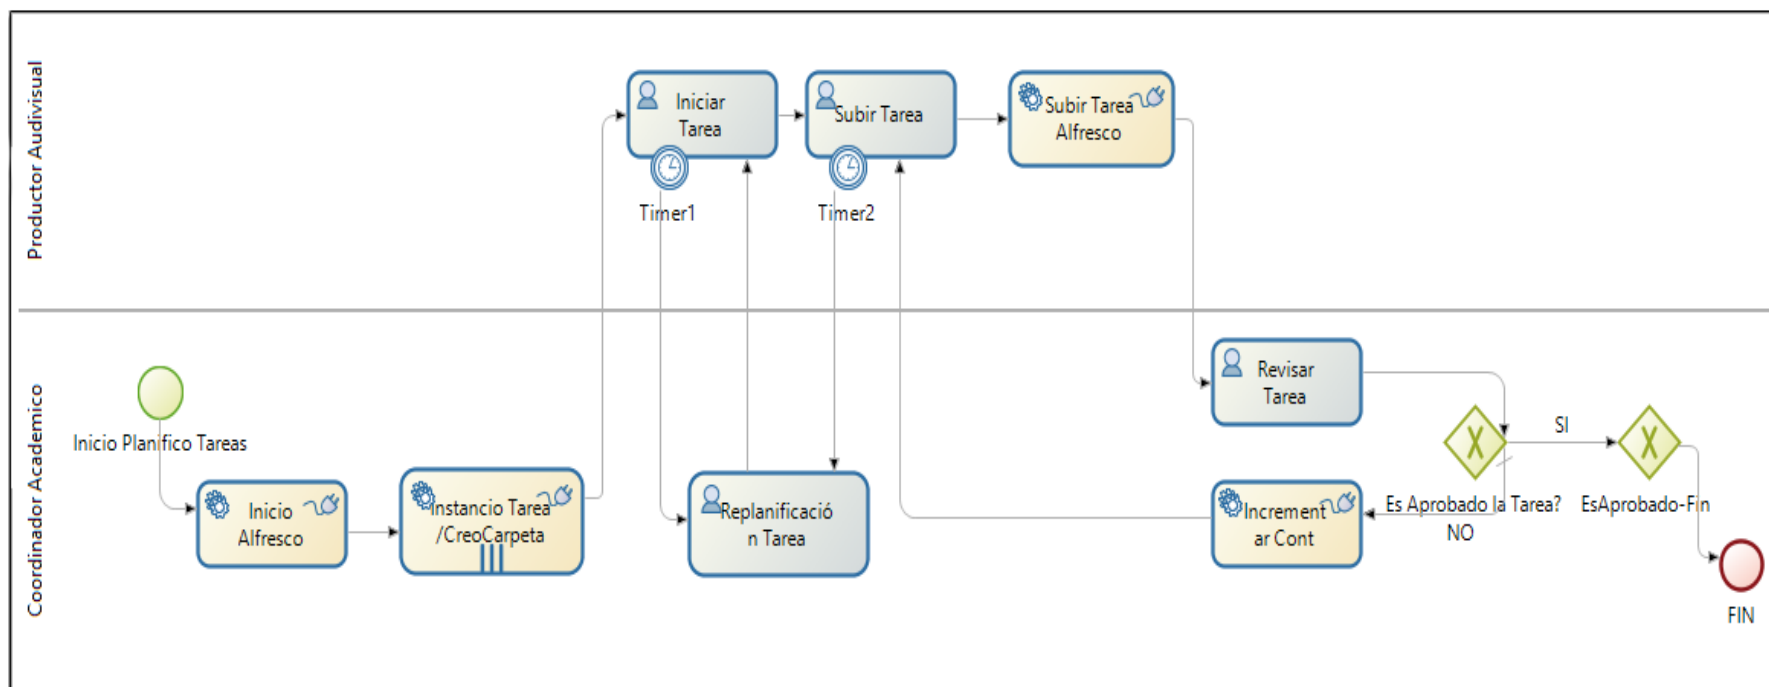 Productor Audivisual
Iniciar
Tarea
Timer1
Subir Tarea
Timer2
Subir Tarea
Alfresco
Coordinador Academico
Inicio Planifico Tareas
Inicio
Alfresco
Instancio Tarea
/CreoCarpeta
Replanificació
n Tarea
Revisar
Tarea
Increment
ar Cont
Es Aprobado la Tarea?
NO
SI
EsAprobado-Fin
FIN